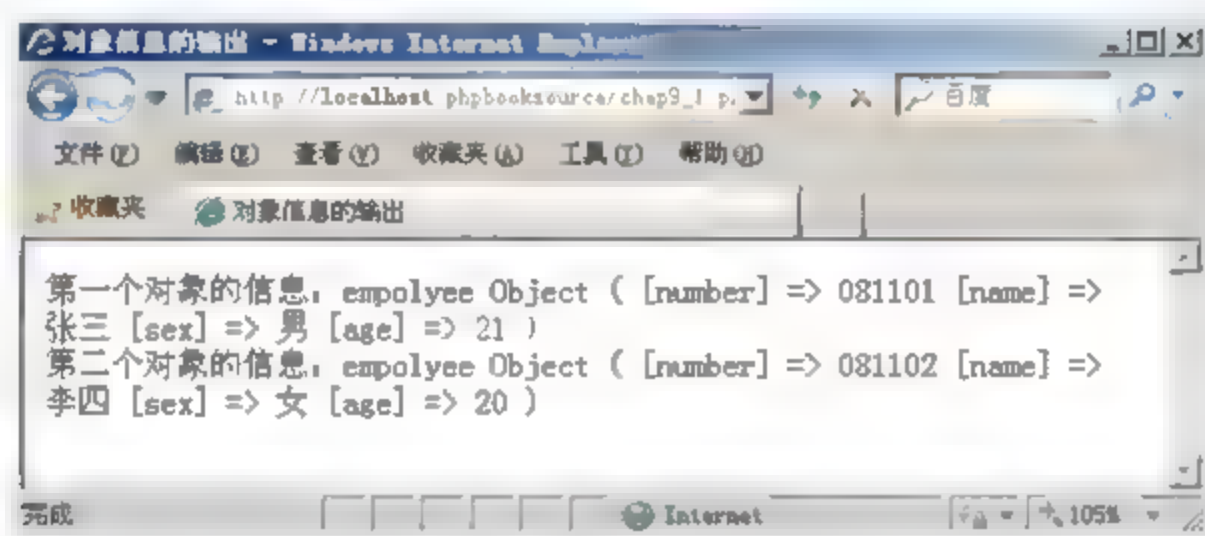 对象信息的输出 - Windows Internet
http //localhost phpbooksource/chap9_1 p. 百度
文件(F) 编辑(E) 查看(V) 收藏夹(A) 工具(T) 帮助(H)
收藏夹 对象信息的输出
第一个对象的信息: empolyee Object ( [number] => 081101 [name] =>
张三 [sex] => 男 [age] => 21 )
第二个对象的信息: empolyee Object ( [number] => 081102 [name] =>
李四 [sex] => 女 [age] => 20 )
完成 Internet 105%